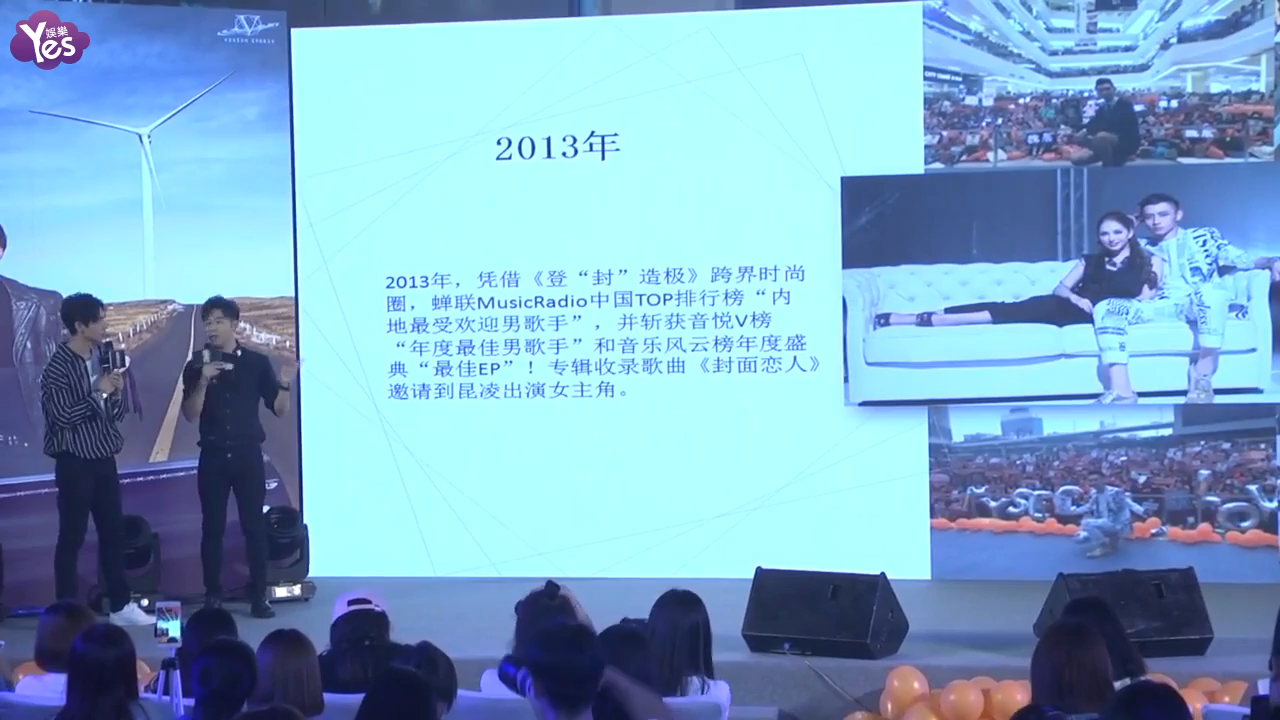 Yes
娛樂
2013年
2013年，凭借《登“封”造极》跨界时尚
圈，蝉联MusicRadio中国TOP排行榜“内
地最受欢迎男歌手”，并斩获音悦V榜
“年度最佳男歌手”和音乐风云榜年度盛
典“最佳EP”！专辑收录歌曲《封面恋人》
邀请到昆凌出演女主角。